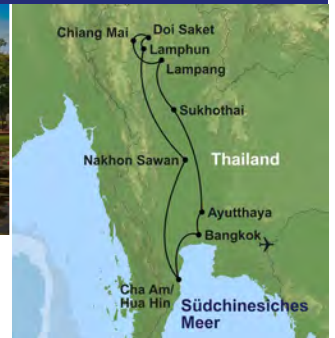 Doi Saket
Chiang Mai
Lamphun
Lampang
Sukhothai
Nakhon Sawan
Thailand
Ayutthaya
Bangkok
Cha Am/
Hua Hin
Südchinesiches
Meer